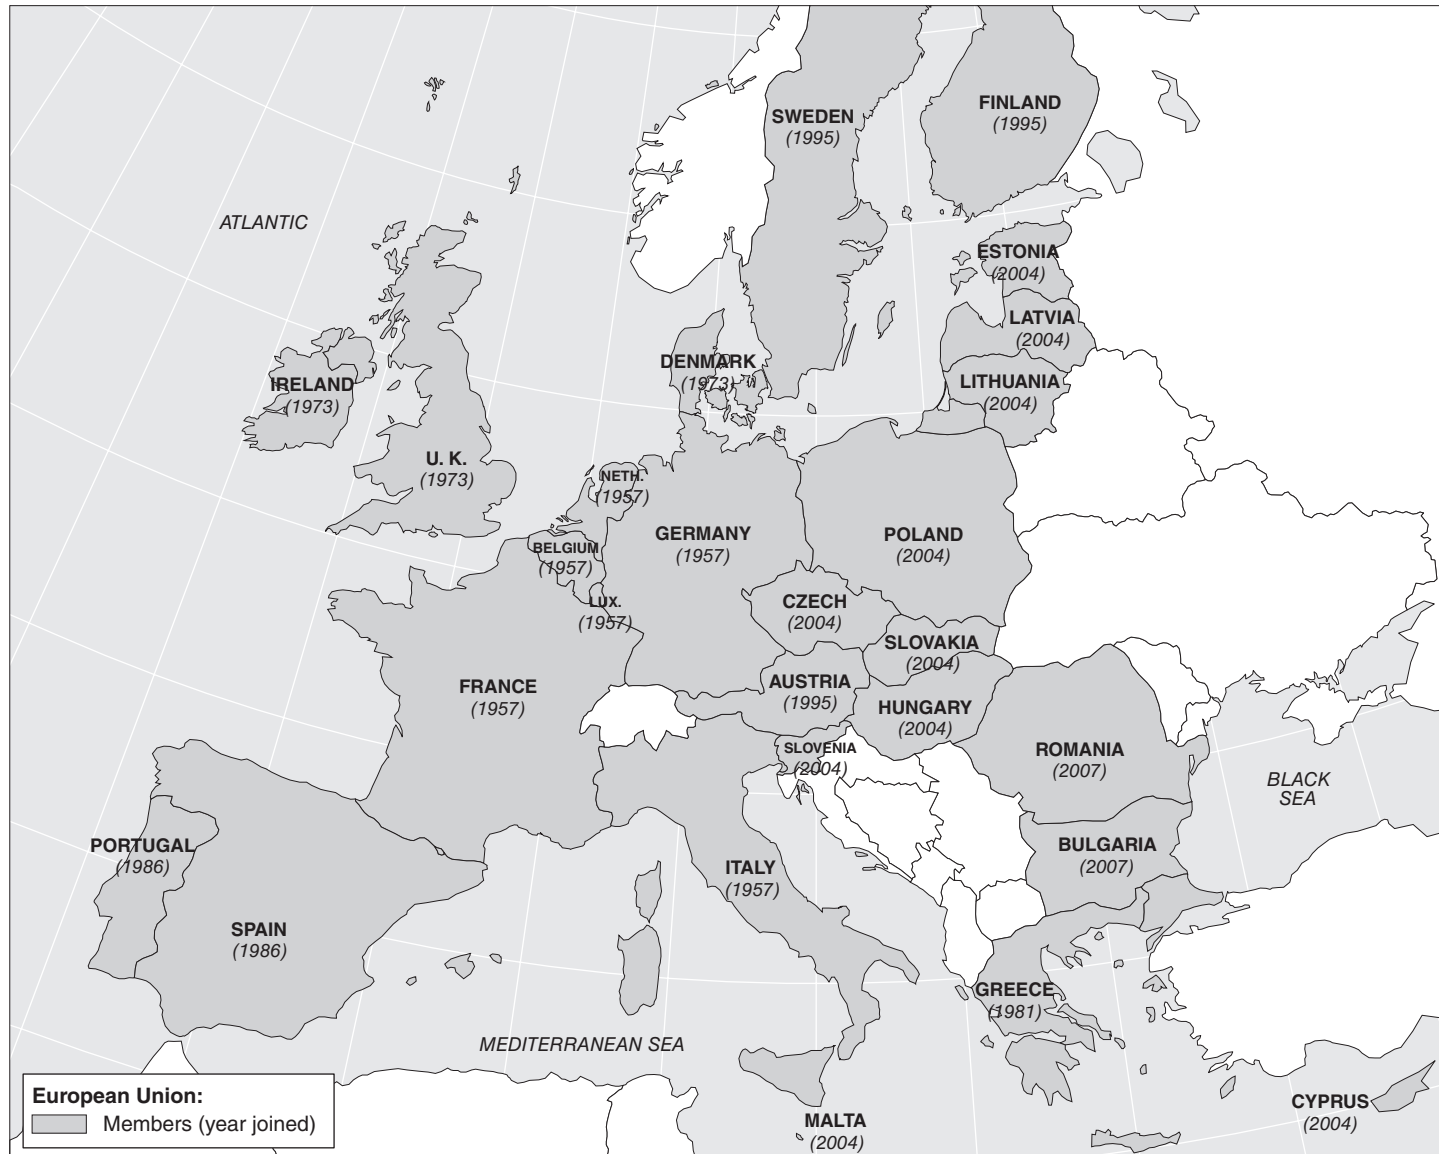 SWEDEN
(1995)
FINLAND
(1995)
ATLANTIC
ESTONIA
(2004)
LATVIA
(2004)
DENMARK
(1973)
LITHUANIA
(2004)
IRELAND
(1973)
U. K.
(1973)
NETH.
(1957)
GERMANY
(1957)
POLAND
(2004)
BELGIUM
(1957)
LUX.
(1957)
CZECH
(2004)
SLOVAKIA
(2004)
FRANCE
(1957)
AUSTRIA
(1995)
HUNGARY
(2004)
SLOVENIA
(2004)
ROMANIA
(2007)
BLACK
SEA
PORTUGAL
(1986)
BULGARIA
(2007)
ITALY
(1957)
SPAIN
(1986)
GREECE
(1981)
MEDITERRANEAN SEA
European Union:
Members (year joined)
MALTA
(2004)
CYPRUS
(2004)